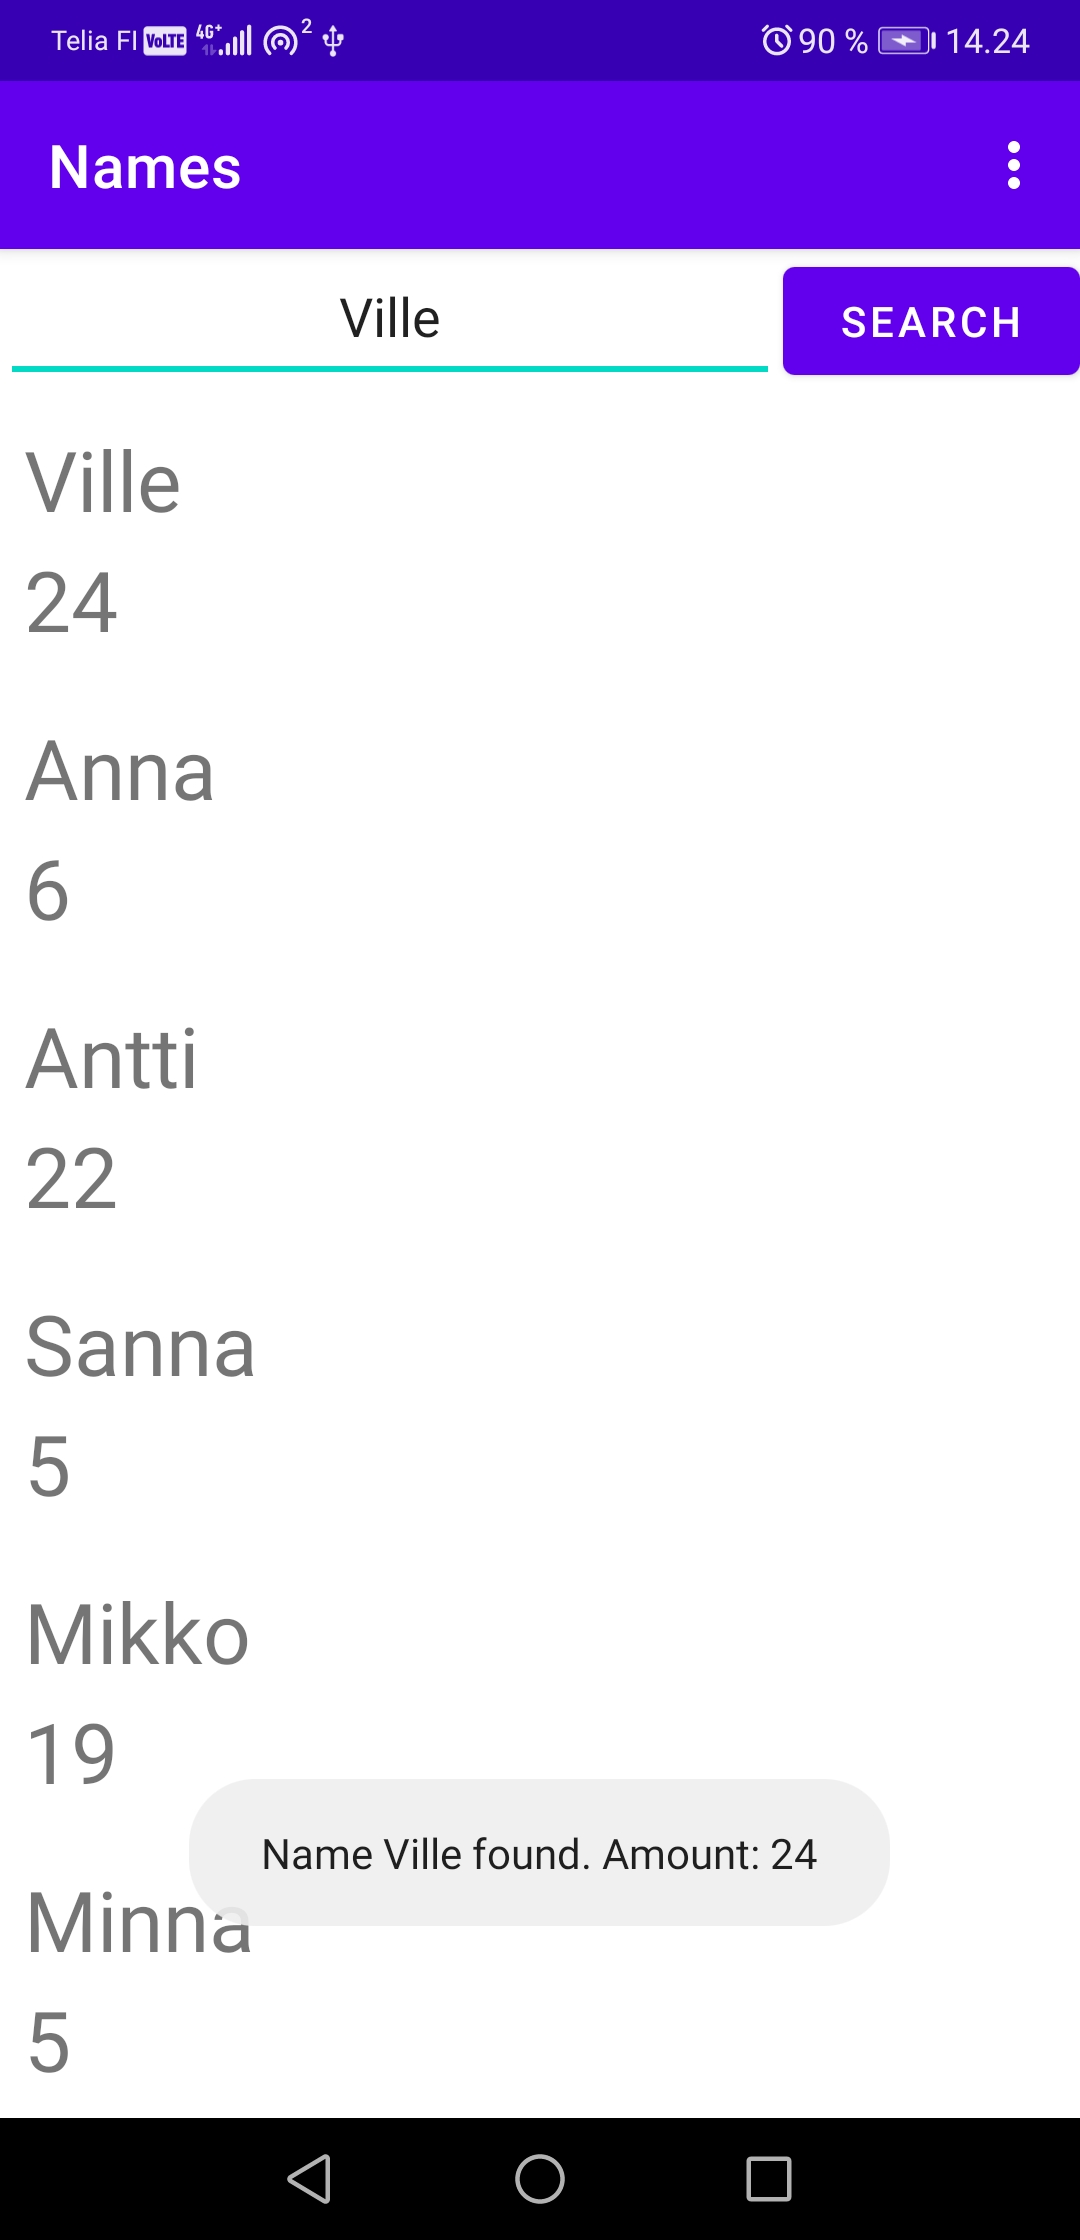 Telia FI VoLTE 4G+ 2 90 % 14.24
Names
Ville SEARCH
Ville
24
Anna
6
Antti
22
Sanna
5
Mikko
19
Name Ville found. Amount: 24
Minna
5